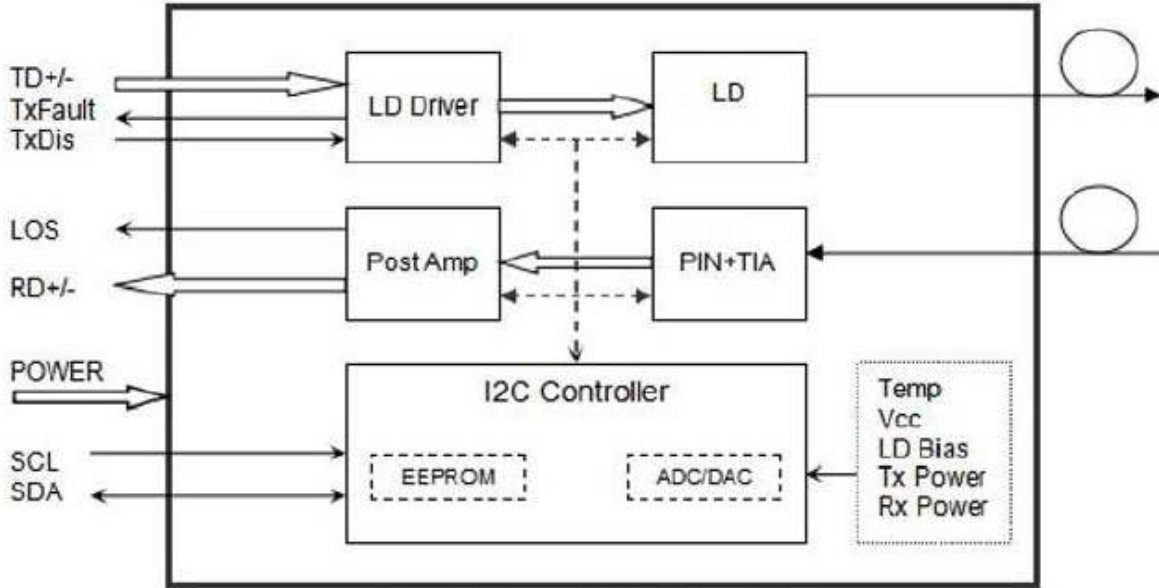 TD+/-
TxFault
TxDis
LD Driver
LD
LOS
RD+/-
Post Amp
PIN+TIA
POWER
SCL
SDA
I2C Controller
EEPROM
ADC/DAC
Temp
Vcc
LD Bias
Tx Power
Rx Power